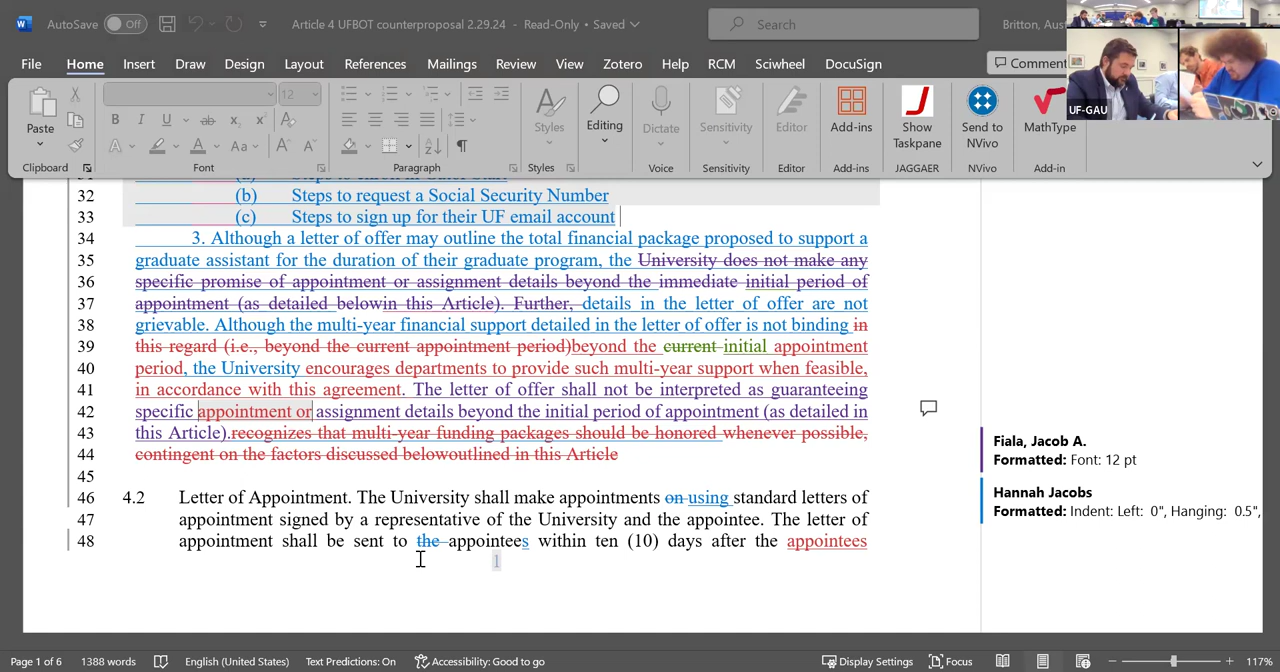 AutoSave Off Article 4 UFBOT counterproposal 2.29.24 - Read-Only • Saved Search Britton, Aus
File Home Insert Draw Design Layout References Mailings Review View Zotero Help RCM Sciwheel DocuSign Comment
UF-GAU
12
Paste Styles Editing Dictate Sensitivity Editor Add-ins Show Taskpane Send to NVivo MathType
Clipboard Font Paragraph Styles Voice Sensitivity Editor Add-ins JAGGAER NVivo Add-in
32 (b) Steps to request a Social Security Number
33 (c) Steps to sign up for their UF email account
34 3. Although a letter of offer may outline the total financial package proposed to support a
35 graduate assistant for the duration of their graduate program, the University does not make any
36 specific promise of appointment or assignment details beyond the immediate initial period of
37 appointment (as detailed belowin this Article). Further, details in the letter of offer are not
38 grievable. Although the multi-year financial support detailed in the letter of offer is not binding in
39 this regard (i.e., beyond the current appointment period)beyond the current initial appointment
40 period, the University encourages departments to provide such multi-year support when feasible,
41 in accordance with this agreement. The letter of offer shall not be interpreted as guaranteeing
42 specific appointment or assignment details beyond the initial period of appointment (as detailed in
43 this Article).recognizes that multi-year funding packages should be honored whenever possible,
44 contingent on the factors discussed belowoutlined in this Article
45
46 4.2 Letter of Appointment. The University shall make appointments on using standard letters of
47 appointment signed by a representative of the University and the appointee. The letter of
48 appointment shall be sent to the appointees within ten (10) days after the appointees
1
Fiala, Jacob A.
Formatted: Font: 12 pt
Hannah Jacobs
Formatted: Indent: Left: 0", Hanging: 0.5",
Page 1 of 6 1388 words English (United States) Text Predictions: On Accessibility: Good to go Display Settings Focus 117%